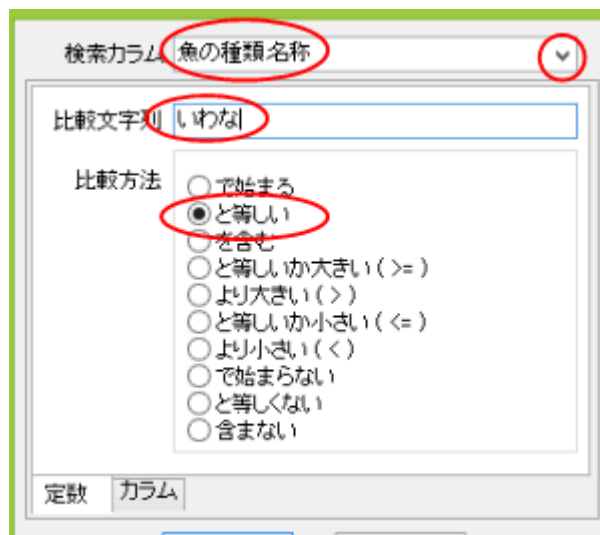 検索カラム 魚の種類名称
比較文字列 いわな
比較方法
で始まる
と等しい
を含む
と等しいか大きい(>=)
より大きい(>)
と等しいか小さい(<=)
より小さい(<)
で始まらない
と等しくない
含まない
定数 カラム